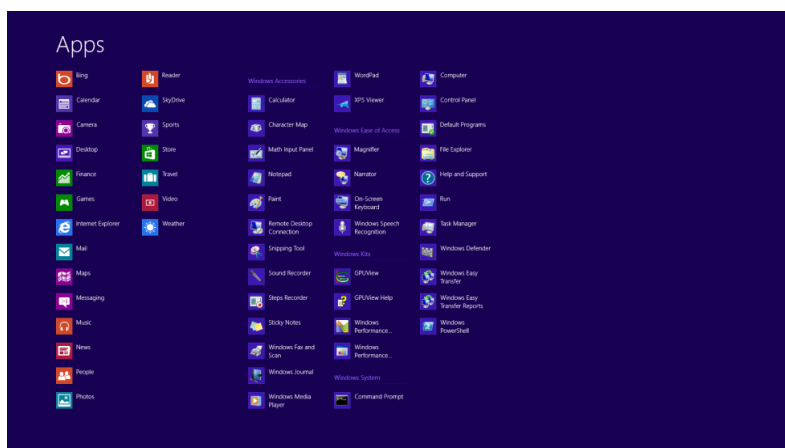 Apps
Bing
Calendar
Camera
Desktop
Finance
Games
Internet Explorer
Mail
Maps
Messaging
Music
News
People
Photos
Reader
SkyDrive
Sports
Store
Travel
Video
Weather
Windows Accessories
Calculator
Character Map
Math Input Panel
Notepad
Paint
Remote Desktop
Connection
Snipping Tool
Sound Recorder
Steps Recorder
Sticky Notes
Windows Fax and
Scan
Windows Journal
Windows Media
Player
WordPad
XPS Viewer
Windows Ease of Access
Magnifier
Narrator
On-Screen
Keyboard
Windows Speech
Recognition
Windows Kits
GPUView
GPUView Help
Windows
Performance...
Windows
Performance...
Windows System
Command Prompt
Computer
Control Panel
Default Programs
File Explorer
Help and Support
Run
Task Manager
Windows Defender
Windows Easy
Transfer
Windows Easy
Transfer Reports
Windows
PowerShell